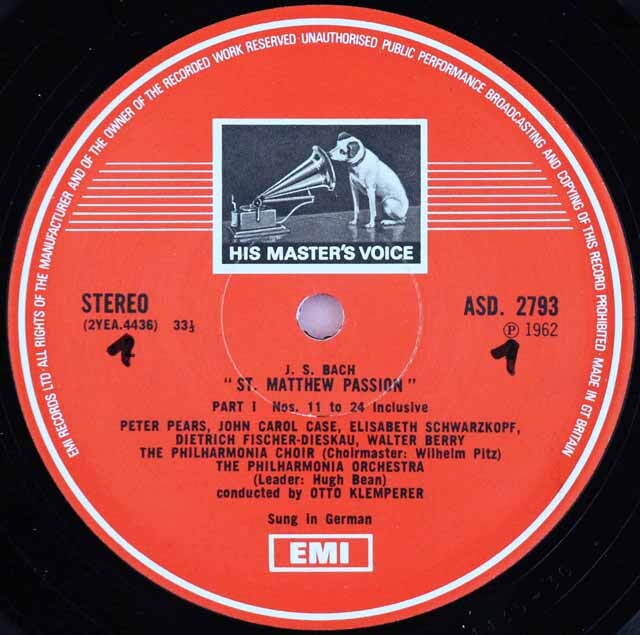 EMI RECORDS LTD · ALL RIGHTS OF THE MANUFACTURER AND OF THE OWNER OF THE RECORDED WORK RESERVED · UNAUTHORISED PUBLIC PERFORMANCE BROADCASTING AND COPYING OF THIS RECORD PROHIBITED · MADE IN GT BRITAIN
HIS MASTER'S VOICE
STEREO
(2YEA.4436) 33⅓
1
ASD. 2793
℗ 1962
1
J. S. BACH
" ST. MATTHEW PASSION "
PART I Nos. 11 to 24 inclusive
PETER PEARS, JOHN CAROL CASE, ELISABETH SCHWARZKOPF,
DIETRICH FISCHER-DIESKAU, WALTER BERRY
THE PHILHARMONIA CHOIR (Choirmaster: Wilhelm Pitz)
THE PHILHARMONIA ORCHESTRA
(Leader: Hugh Bean)
conducted by OTTO KLEMPERER
Sung in German
EMI